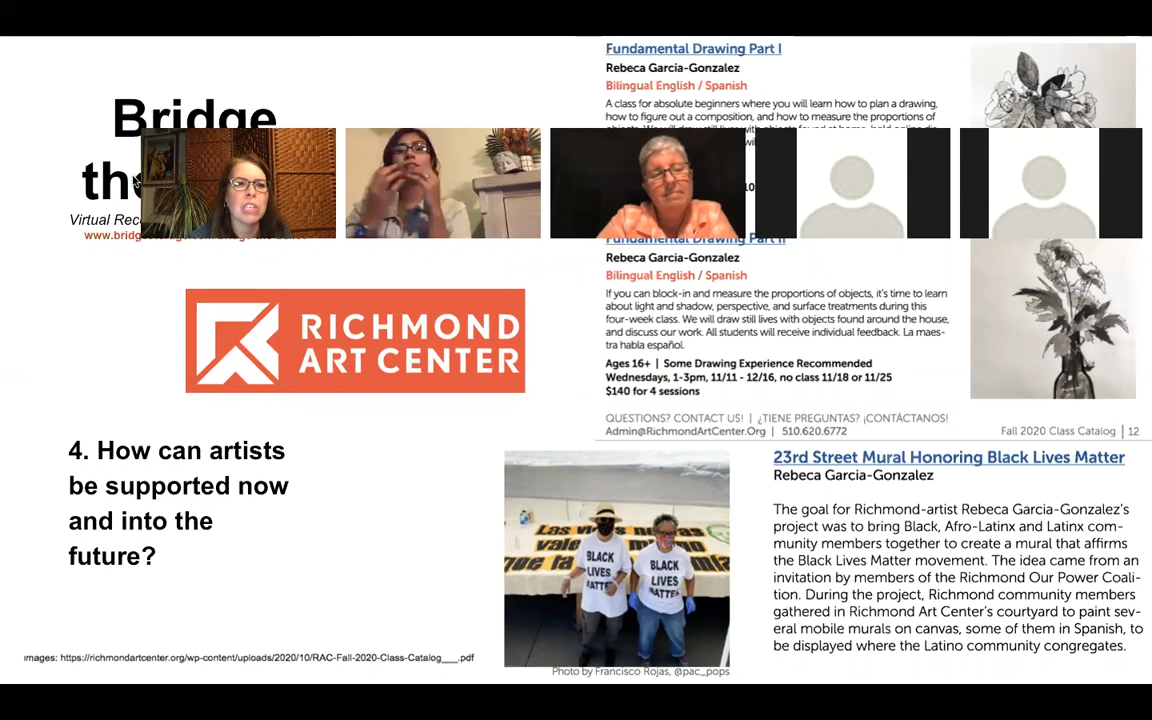 Bridge
Virtual
RICHMOND
ART CENTER
4. How can artists
be supported now
and into the
future?
Images: https://richmondartcenter.org/wp-content/uploads/2020/10/RAC-Fall-2020-Class-Catalog___.pdf
Fundamental Drawing Part I
Rebeca Garcia-Gonzalez
Bilingual English / Spanish
A class for absolute beginners where you will learn how to plan a drawing,
how to figure out a composition, and how to measure the proportions of
Fundamental Drawing Part II
Rebeca Garcia-Gonzalez
Bilingual English / Spanish
If you can block-in and measure the proportions of objects, it's time to learn
about light and shadow, perspective, and surface treatments during this
four-week class. We will draw still lifes with objects found around the house,
and discuss our work. All students will receive individual feedback. La maes-
tra habla español.
Ages 16+ | Some Drawing Experience Recommended
Wednesdays, 1-3pm, 11/11 - 12/16, no class 11/18 or 11/25
$140 for 4 sessions
QUESTIONS? CONTACT US! | ¿TIENE PREGUNTAS? ¡CONTÁCTANOS!
Admin@RichmondArtCenter.Org | 510.620.6772
Fall 2020 Class Catalog | 12
BLACK
LIVES
MATTER
BLACK
LIVES
MATTER
Photo by Francisco Rojas, @pac_pops
23rd Street Mural Honoring Black Lives Matter
Rebeca Garcia-Gonzalez
The goal for Richmond-artist Rebeca Garcia-Gonzalez's
project was to bring Black, Afro-Latinx and Latinx com-
munity members together to create a mural that affirms
the Black Lives Matter movement. The idea came from an
invitation by members of the Richmond Our Power Coali-
tion. During the project, Richmond community members
gathered in Richmond Art Center's courtyard to paint sev-
eral mobile murals on canvas, some of them in Spanish, to
be displayed where the Latino community congregates.